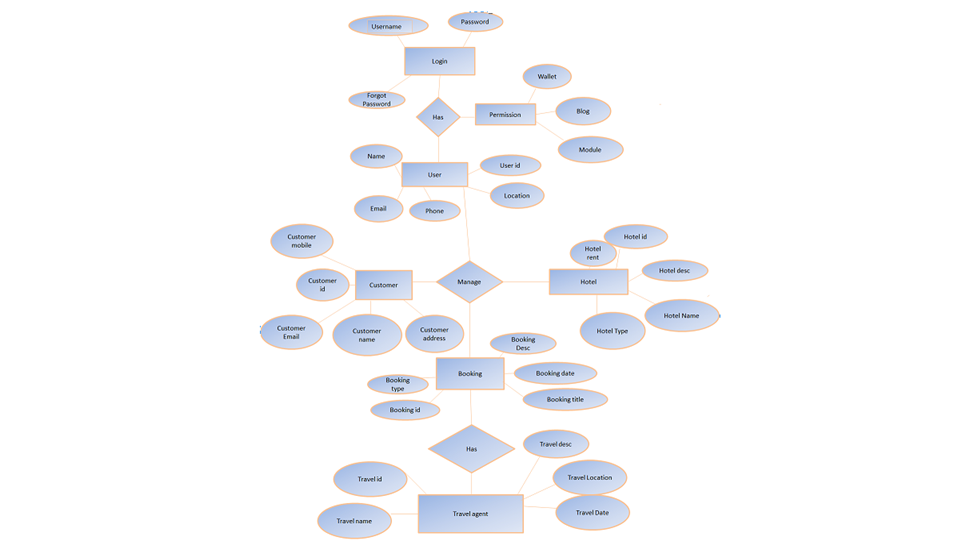 Username
Password
Login
Forgot
Password
Has
Permission
Wallet
Blog
Module
Name
User
User id
Location
Email
Phone
Customer
mobile
Customer
id
Customer
Manage
Hotel
rent
Hotel id
Hotel desc
Hotel
Hotel Name
Hotel Type
Customer
Email
Customer
name
Customer
address
Booking
Desc
Booking
Booking date
Booking
type
Booking title
Booking id
Has
Travel desc
Travel id
Travel Location
Travel name
Travel agent
Travel Date